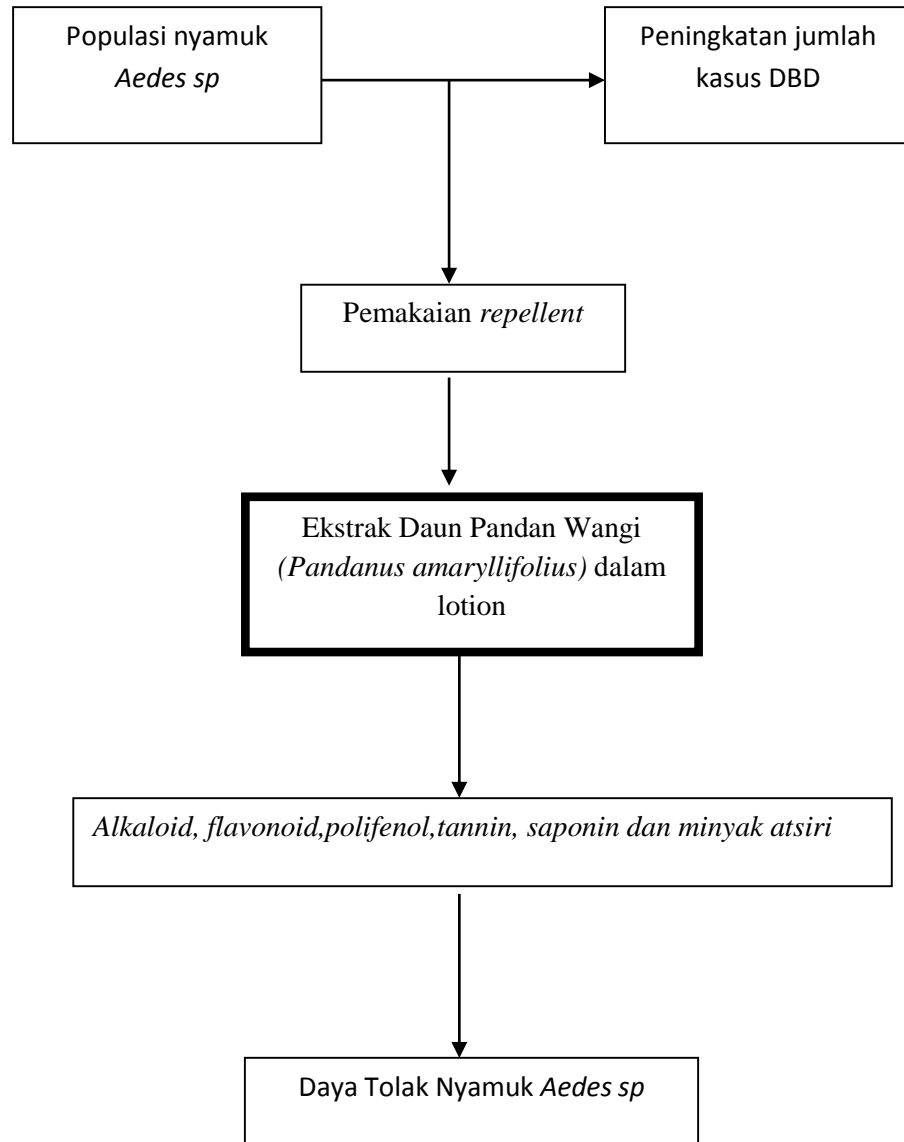 Populasi nyamuk
Aedes sp
Peningkatan jumlah
kasus DBD
Pemakaian repellent
Ekstrak Daun Pandan Wangi
(Pandanus amaryllifolius) dalam
lotion
Alkaloid, flavonoid,polifenol,tannin, saponin dan minyak atsiri
Daya Tolak Nyamuk Aedes sp